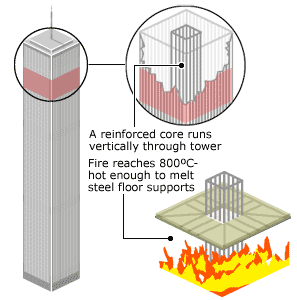 A reinforced core runs
vertically through tower
Fire reaches 800ºC-
hot enough to melt
steel floor supports